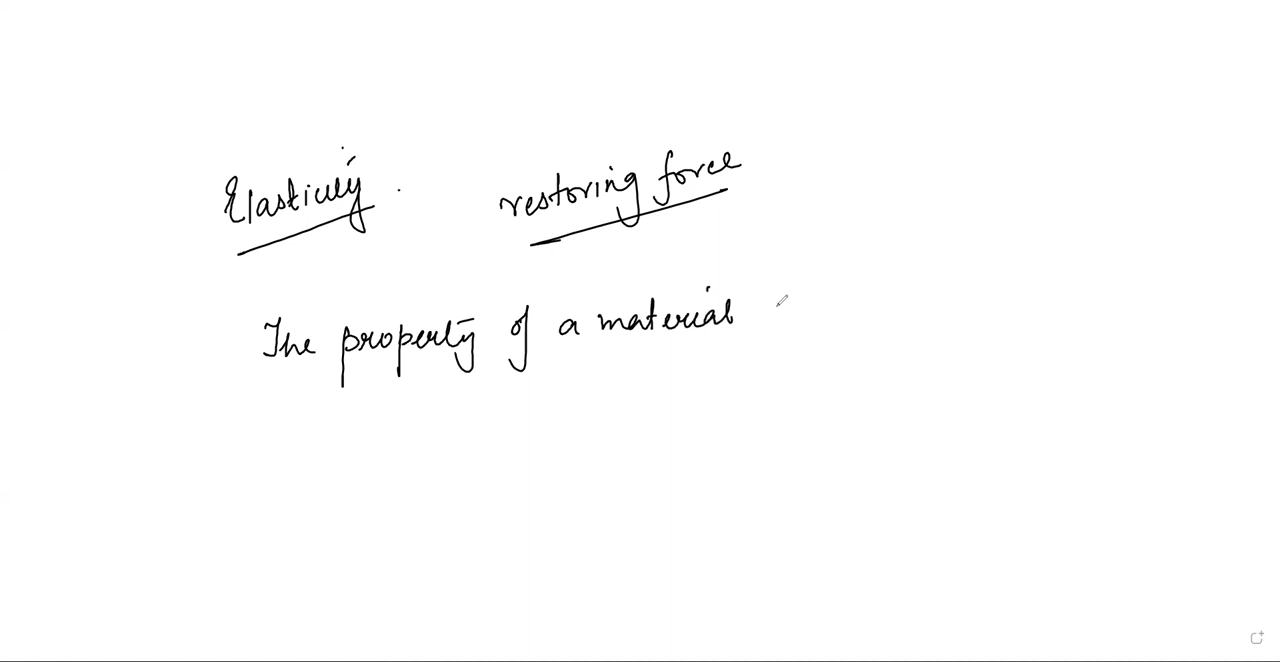 Elasticity. restoring force
The property of a material